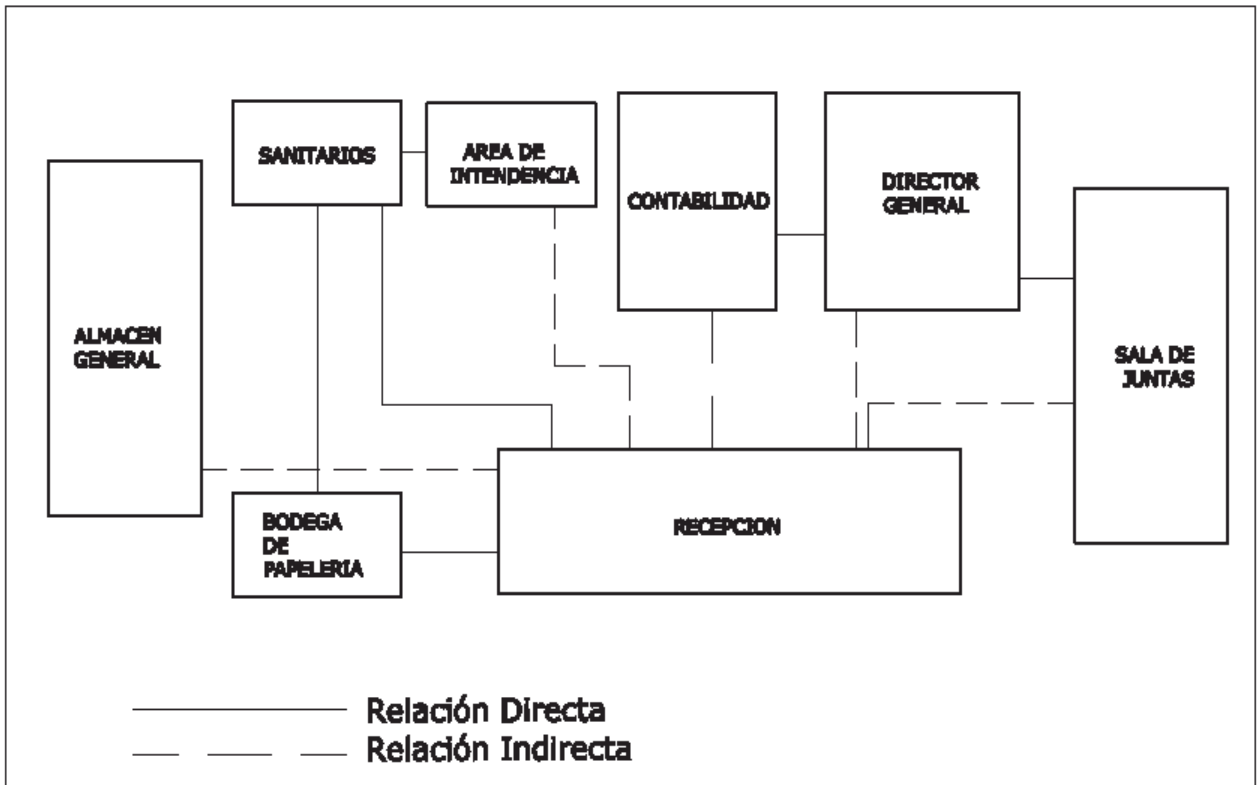 SANITARIOS
AREA DE
INTENDENCIA
CONTABILIDAD
DIRECTOR
GENERAL
ALMACEN
GENERAL
SALA DE
JUNTAS
BODEGA
DE
PAPELERIA
RECEPCION
Relación Directa
Relación Indirecta